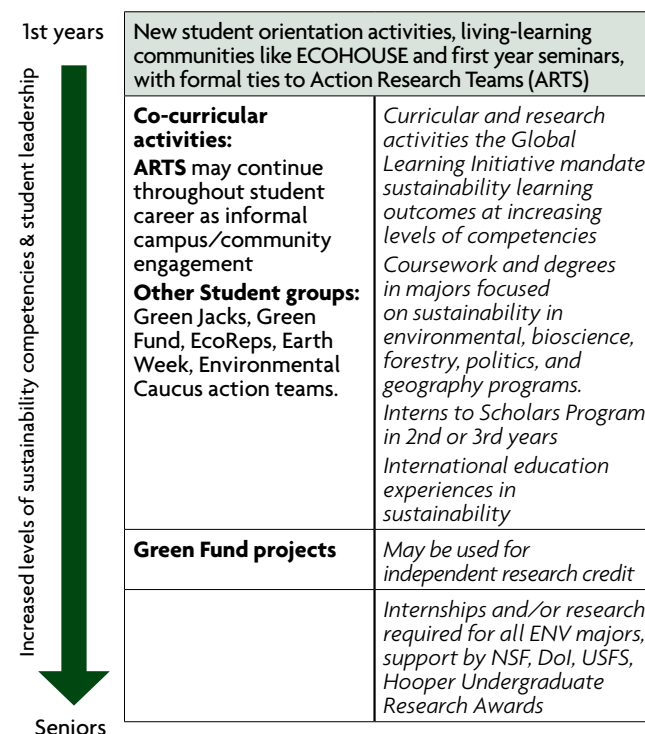 1st years
New student orientation activities, living-learning
communities like ECOHOUSE and first year seminars,
with formal ties to Action Research Teams (ARTS)
Increased levels of sustainability competencies & student leadership
Co-curricular
activities:
ARTS may continue
throughout student
career as informal
campus/community
engagement
Other Student groups:
Green Jacks, Green
Fund, EcoReps, Earth
Week, Environmental
Caucus action teams.
Curricular and research
activities the Global
Learning Initiative mandate
sustainability learning
outcomes at increasing
levels of competencies
Coursework and degrees
in majors focused
on sustainability in
environmental, bioscience,
forestry, politics, and
geography programs.
Interns to Scholars Program
in 2nd or 3rd years
International education
experiences in
sustainability
Green Fund projects
May be used for
independent research credit
Internships and/or research
required for all ENV majors,
support by NSF, DoI, USFS,
Hooper Undergraduate
Research Awards
Seniors